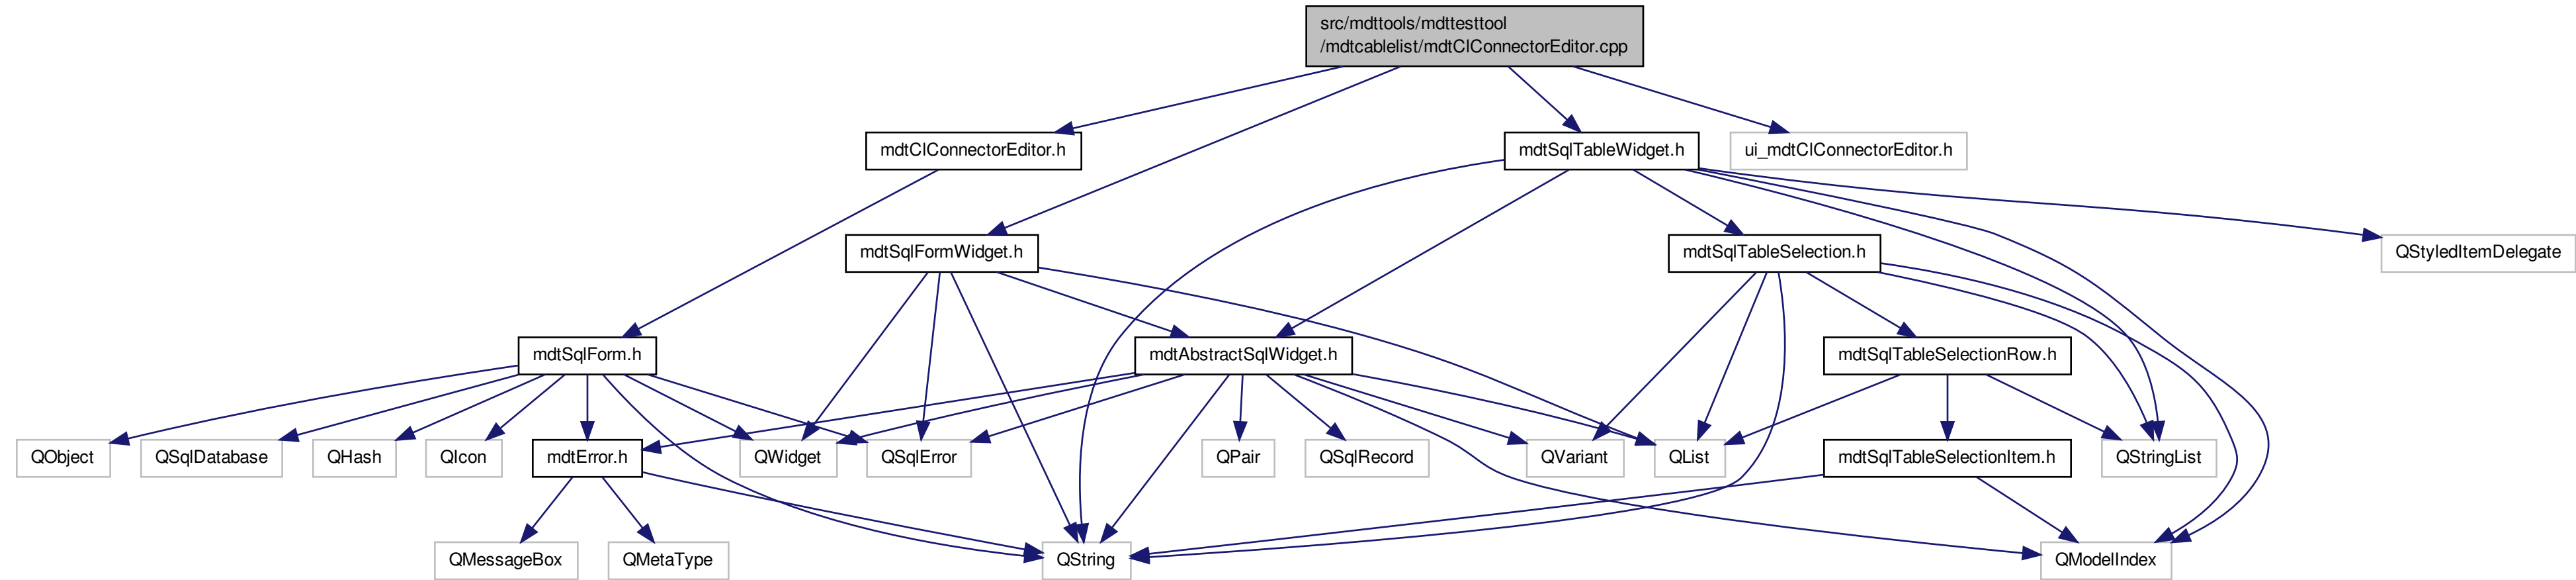 src/mdttools/mdttesttool
/mdtcablelist/mdtClConnectorEditor.cpp
mdtClConnectorEditor.h
mdtSqlTableWidget.h
ui_mdtClConnectorEditor.h
mdtSqlFormWidget.h
mdtSqlTableSelection.h
QStyledItemDelegate
mdtSqlForm.h
mdtAbstractSqlWidget.h
mdtSqlTableSelectionRow.h
QObject
QSqlDatabase
QHash
QIcon
mdtError.h
QWidget
QSqlError
QPair
QSqlRecord
QVariant
QList
mdtSqlTableSelectionItem.h
QStringList
QMessageBox
QMetaType
QString
QModelIndex